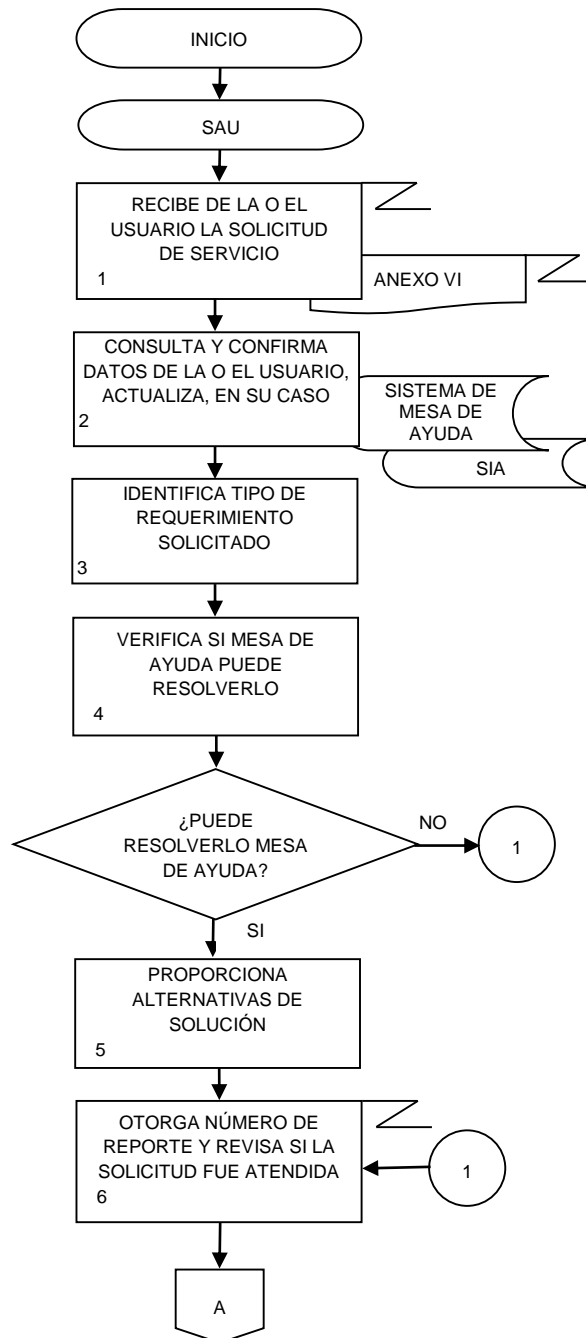 INICIO
SAU
RECIBE DE LA O EL
USUARIO LA SOLICITUD
DE SERVICIO
1
ANEXO VI
CONSULTA Y CONFIRMA
DATOS DE LA O EL USUARIO,
ACTUALIZA, EN SU CASO
2
SISTEMA DE
MESA DE
AYUDA
SIA
IDENTIFICA TIPO DE
REQUERIMIENTO
SOLICITADO
3
VERIFICA SI MESA DE
AYUDA PUEDE
RESOLVERLO
4
¿PUEDE
RESOLVERLO MESA
DE AYUDA?
NO
1
SI
PROPORCIONA
ALTERNATIVAS DE
SOLUCIÓN
5
OTORGA NÚMERO DE
REPORTE Y REVISA SI LA
SOLICITUD FUE ATENDIDA
6
1
A